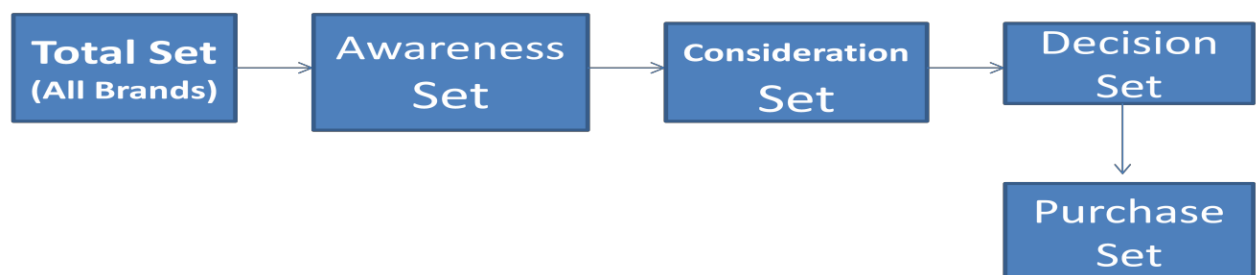 Total Set
(All Brands)
Awareness
Set
Consideration
Set
Decision
Set
Purchase
Set